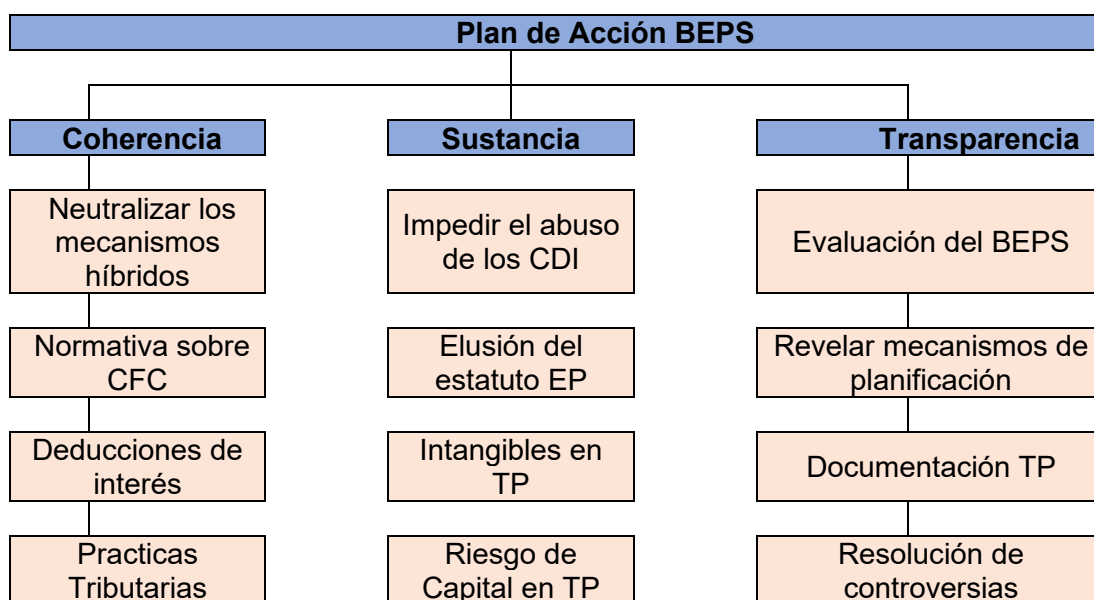 Plan de Acción BEPS
Coherencia
Sustancia
Transparencia
Neutralizar los
mecanismos
híbridos
Impedir el abuso
de los CDI
Evaluación del BEPS
Normativa sobre
CFC
Elusión del
estatuto EP
Revelar mecanismos de
planificación
Deducciones de
interés
Intangibles en
TP
Documentación TP
Practicas
Tributarias
Riesgo de
Capital en TP
Resolución de
controversias